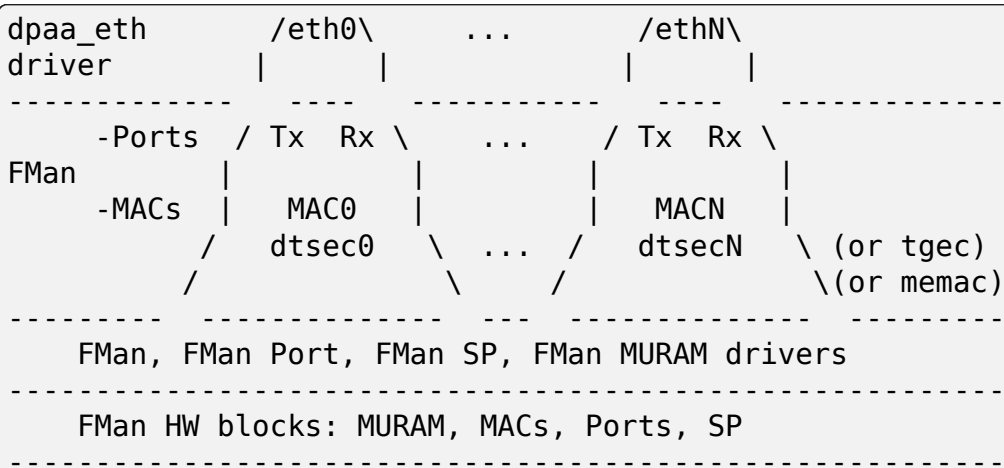 dpaa_eth       /eth0\     ...       /ethN\
driver        |      |             |      |
-------------   ----   -----------   ----   -------------
     -Ports  / Tx  Rx \    ...    / Tx  Rx \
FMan        |          |         |          |
     -MACs  |   MAC0   |         |   MACN   |
           /   dtsec0   \  ...  /   dtsecN   \ (or tgec)
          /              \     /              \(or memac)
---------  --------------  ---  --------------  ---------
    FMan, FMan Port, FMan SP, FMan MURAM drivers
---------------------------------------------------------
    FMan HW blocks: MURAM, MACs, Ports, SP
---------------------------------------------------------